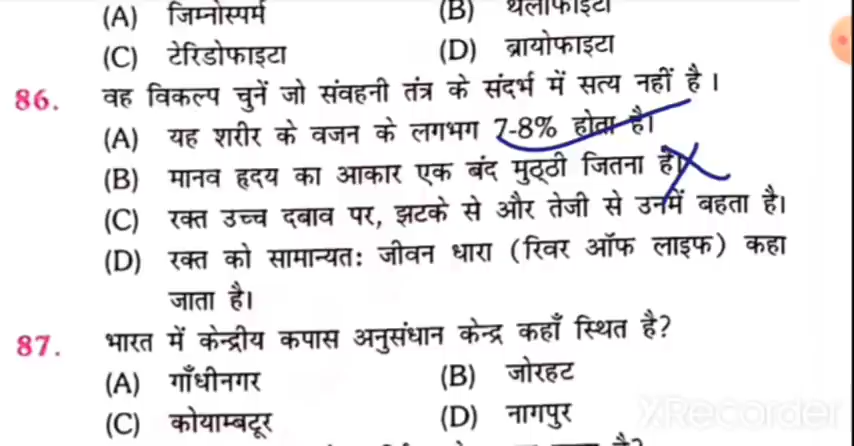 (A) जिम्नोस्पर्म (B) थैलोफाइटा
(C) टेरिडोफाइटा (D) ब्रायोफाइटा
86. वह विकल्प चुनें जो संवहनी तंत्र के संदर्भ में सत्य नहीं है।
(A) यह शरीर के वजन के लगभग 7-8% होता है।
(B) मानव हृदय का आकार एक बंद मुठ्ठी जितना है।
(C) रक्त उच्च दबाव पर, झटके से और तेजी से उनमें बहता है।
(D) रक्त को सामान्यतः जीवन धारा (रिवर ऑफ लाइफ) कहा
जाता है।
87. भारत में केन्द्रीय कपास अनुसंधान केन्द्र कहाँ स्थित है?
(A) गाँधीनगर (B) जोरहट
(C) कोयाम्बटूर (D) नागपुर
XRecorder